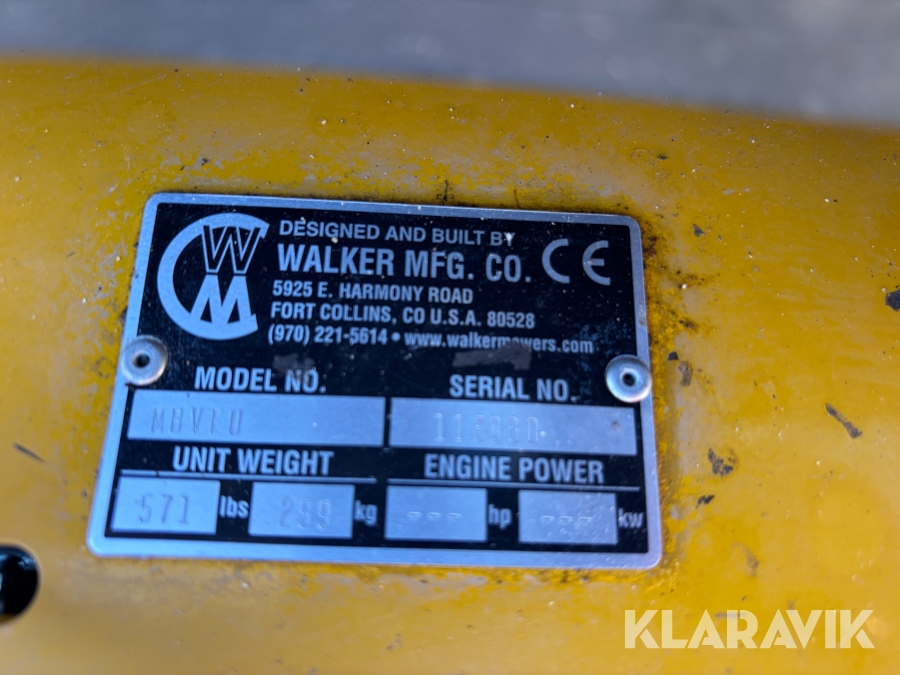 WM
DESIGNED AND BUILT BY
WALKER MFG. CO. CE
5925 E. HARMONY ROAD
FORT COLLINS, CO U.S.A. 80528
(970) 221-5614 • www.walkermowers.com
MODEL NO. SERIAL NO.
UNIT WEIGHT ENGINE POWER
571 lbs kg --- hp --- kw
KLARAVIK